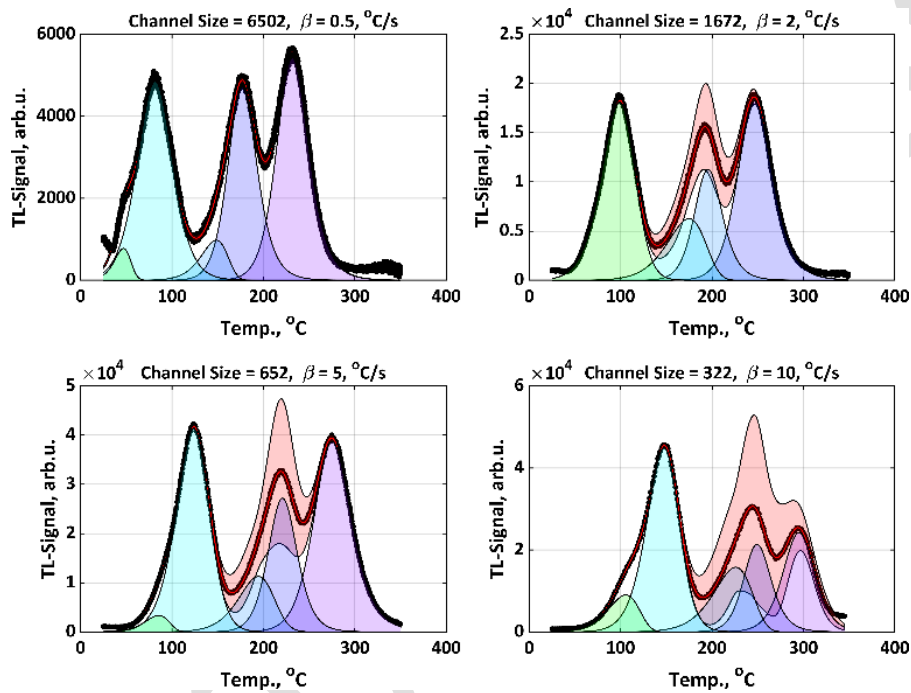 Channel Size = 6502, β = 0.5, °C/s
TL-Signal, arb.u.
6000
4000
2000
0
0 100 200 300 400
Temp., °C
×10⁴ Channel Size = 1672, β = 2, °C/s
TL-Signal, arb.u.
2.5
2
1.5
1
0.5
0
0 100 200 300 400
Temp., °C
×10⁴ Channel Size = 652, β = 5, °C/s
TL-Signal, arb.u.
5
4
3
2
1
0
0 100 200 300 400
Temp., °C
×10⁴ Channel Size = 322, β = 10, °C/s
TL-Signal, arb.u.
6
4
2
0
0 100 200 300 400
Temp., °C